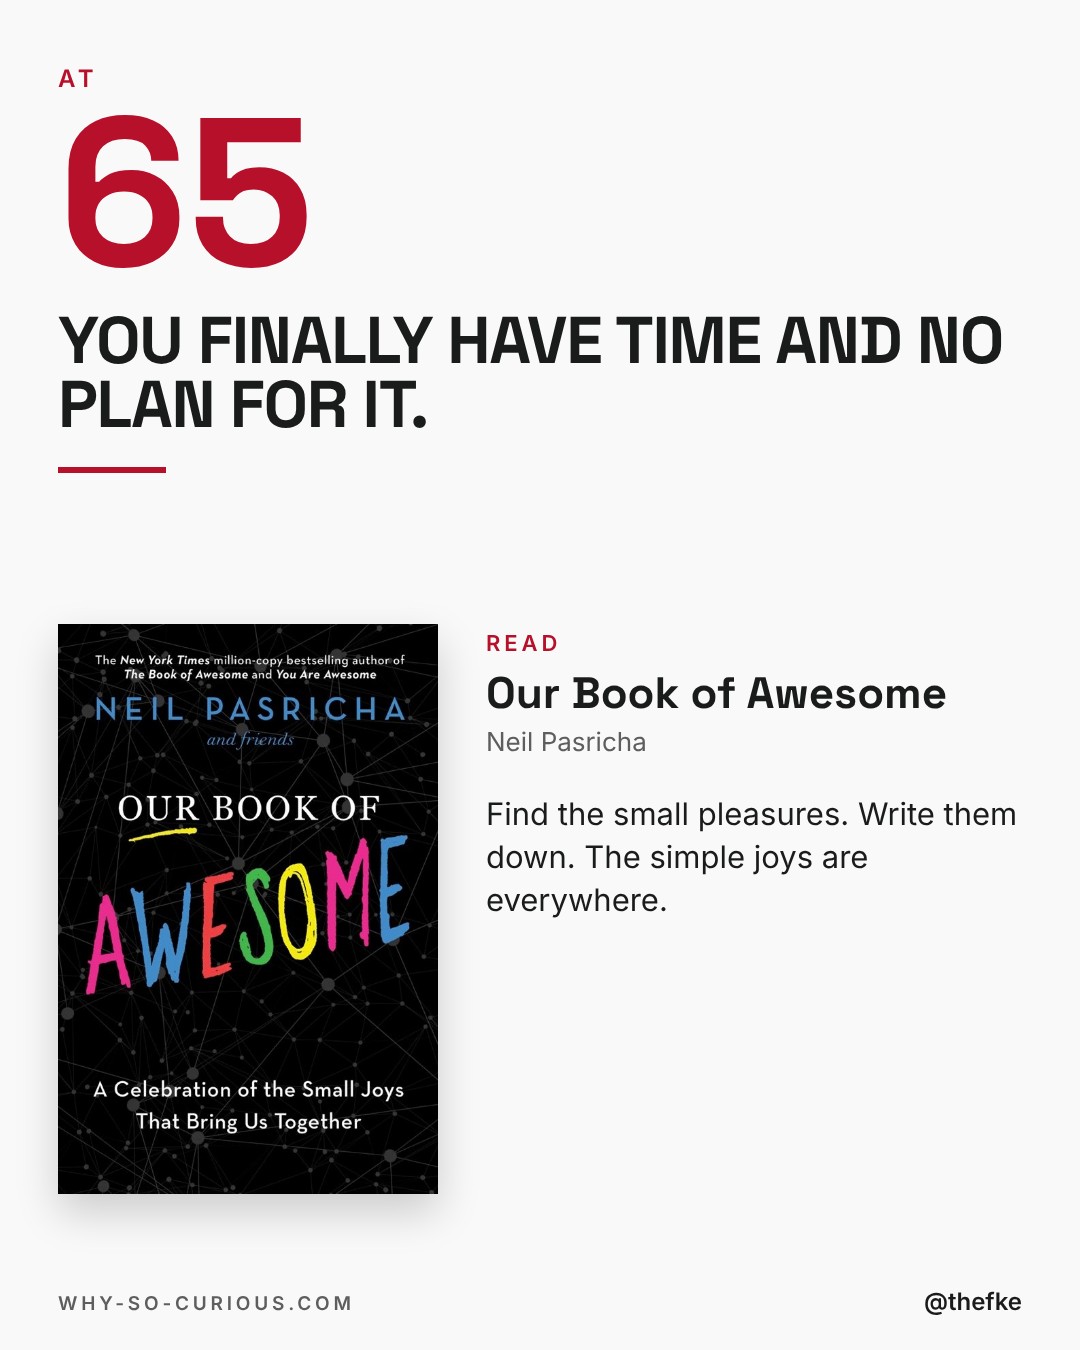 AT
65
YOU FINALLY HAVE TIME AND NO
PLAN FOR IT.
The New York Times million-copy bestselling author of
The Book of Awesome and You Are Awesome
NEIL PASRICHA
and friends
OUR BOOK OF
AWESOME
A Celebration of the Small Joys
That Bring Us Together
READ
Our Book of Awesome
Neil Pasricha
Find the small pleasures. Write them
down. The simple joys are
everywhere.
WHY-SO-CURIOUS.COM
@thefke